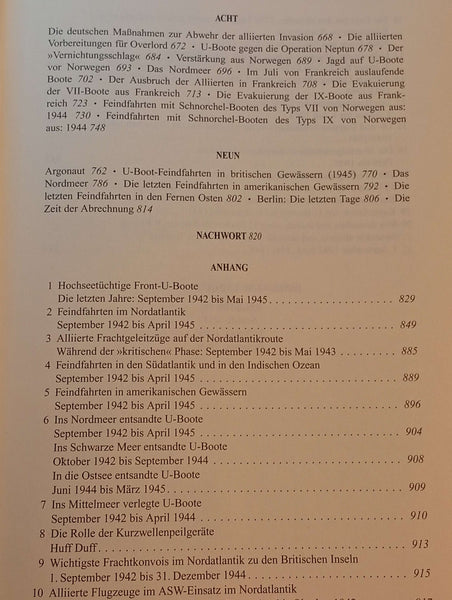 ACHT
Die deutschen Maßnahmen zur Abwehr der alliierten Invasion 668 · Die alliierten
Vorbereitungen für Overlord 672 · U-Boote gegen die Operation Neptun 678 · Der
»Vernichtungsschlag« 684 · Verstärkung aus Norwegen 689 · Jagd auf U-Boote
vor Norwegen 693 · Das Nordmeer 696 · Im Juli von Frankreich auslaufende
Boote 702 · Der Ausbruch der Alliierten in Frankreich 708 · Die Evakuierung
der VII-Boote aus Frankreich 713 · Die Evakuierung der IX-Boote aus Frank-
reich 723 · Feindfahrten mit Schnorchel-Booten des Typs VII von Norwegen aus:
1944 730 · Feindfahrten mit Schnorchel-Booten des Typs IX von Norwegen
aus: 1944 748
NEUN
Argonaut 762 · U-Boot-Feindfahrten in britischen Gewässern (1945) 770 · Das
Nordmeer 786 · Die letzten Feindfahrten in amerikanischen Gewässern 792 · Die
letzten Feindfahrten in den Fernen Osten 802 · Berlin: Die letzten Tage 806 · Die
Zeit der Abrechnung 814
NACHWORT 820
ANHANG
1 Hochseetüchtige Front-U-Boote
Die letzten Jahre: September 1942 bis Mai 1945 . . . . . . . . . . . . . . . . . . 829
2 Feindfahrten im Nordatlantik
September 1942 bis April 1945 . . . . . . . . . . . . . . . . . . . . . . . . . . . 849
3 Alliierte Frachtgeleitzüge auf der Nordatlantikroute
Während der »kritischen« Phase: September 1942 bis Mai 1943 . . . . . . . . . . 885
4 Feindfahrten in den Südatlantik und in den Indischen Ozean
September 1942 bis April 1945 . . . . . . . . . . . . . . . . . . . . . . . . . . . 889
5 Feindfahrten in amerikanischen Gewässern
September 1942 bis April 1945 . . . . . . . . . . . . . . . . . . . . . . . . . . . 896
6 Ins Nordmeer entsandte U-Boote
September 1942 bis April 1945 . . . . . . . . . . . . . . . . . . . . . . . . . . . 904
Ins Schwarze Meer entsandte U-Boote
Oktober 1942 bis September 1944 . . . . . . . . . . . . . . . . . . . . . . . . . 908
In die Ostsee entsandte U-Boote
Juni 1944 bis März 1945 . . . . . . . . . . . . . . . . . . . . . . . . . . . . . . 909
7 Ins Mittelmeer verlegte U-Boote
September 1942 bis April 1944 . . . . . . . . . . . . . . . . . . . . . . . . . . . 910
8 Die Rolle der Kurzwellenpeilgeräte
Huff Duff . . . . . . . . . . . . . . . . . . . . . . . . . . . . . . . . . . . . . . 913
9 Wichtigste Frachtkonvois im Nordatlantik zu den Britischen Inseln
1. September 1942 bis 31. Dezember 1944 . . . . . . . . . . . . . . . . . . . . . 915
10 Alliierte Flugzeuge im ASW-Einsatz im Nordatlantik